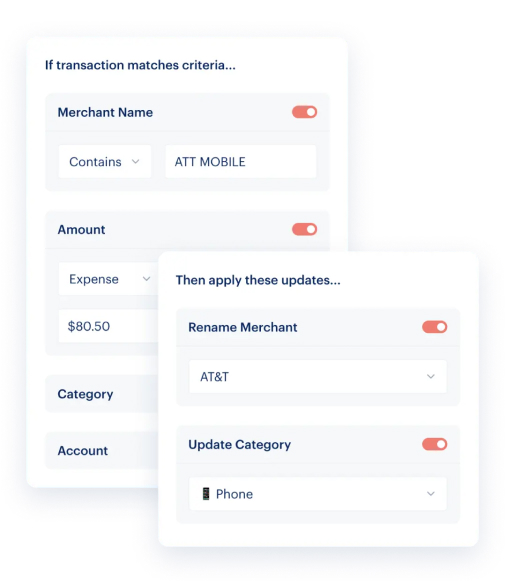 If transaction matches criteria...
Merchant Name
Contains
ATT MOBILE
Amount
Expense
$80.50
Category
Account
Then apply these updates...
Rename Merchant
AT&T
Update Category
Phone